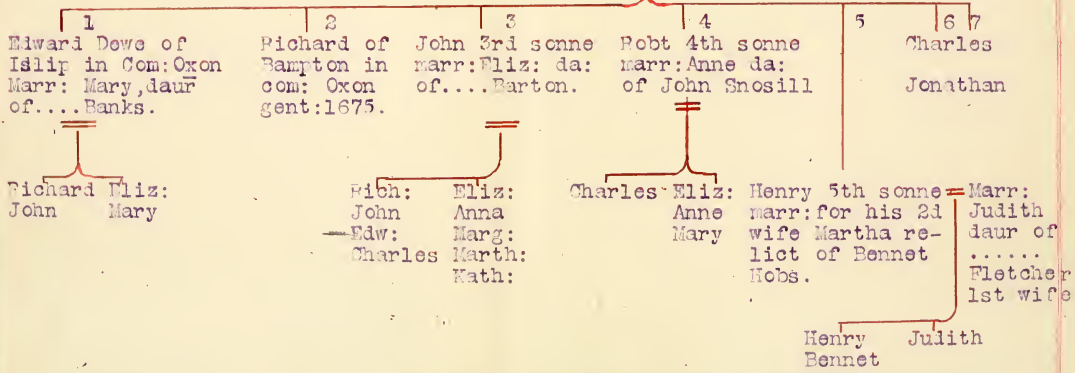 1
Edward Dowe of
Islip in Com: Oxon
Marr: Mary, daur
of....Banks.
2
Richard of
Bampton in
com: Oxon
gent:1675.
3
John 3rd sonne
marr:Eliz: da:
of....Barton.
4
Robt 4th sonne
marr:Anne da:
of John Snosill
5
6 7
Charles
Jonathan
Richard Eliz:
John Mary
Rich: Eliz:
John Anna
Edw: Marg:
Charles Marth:
Kath:
Charles Eliz:
Anne
Mary
Henry 5th sonne
marr:for his 2d
wife Martha re-
lict of Bennet
Hobs.
Marr:
Judith
daur of
......
Fletcher
1st wife
Henry Judith
Bennet